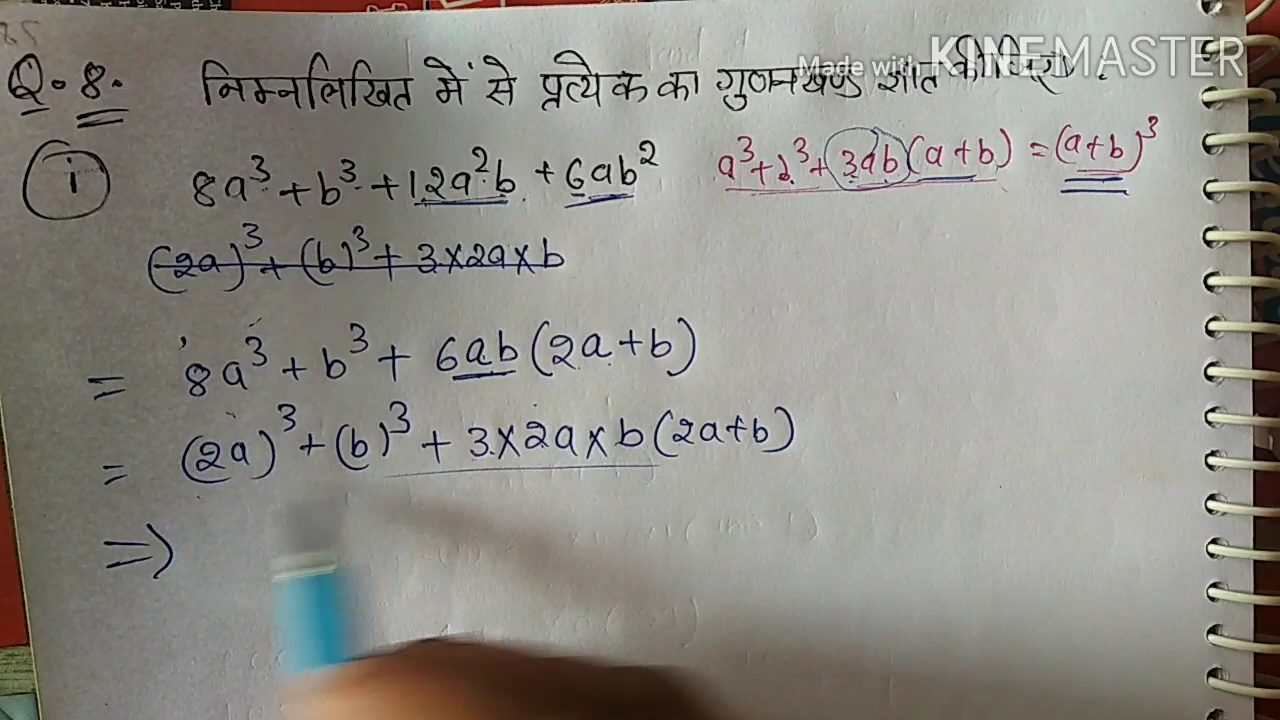 Q.8. निम्नलिखित में से प्रत्येक का गुणनखण्ड ज्ञात कीजिए.
Made with KINEMASTER
(i) 8a³ + b³ + 12a²b + 6ab²
a³ + b³ + 3ab(a+b) = (a+b)³
(2a)³ + (b)³ + 3×2a×b
= 8a³ + b³ + 6ab(2a+b)
= (2a)³ + (b)³ + 3×2a×b(2a+b)
⇒